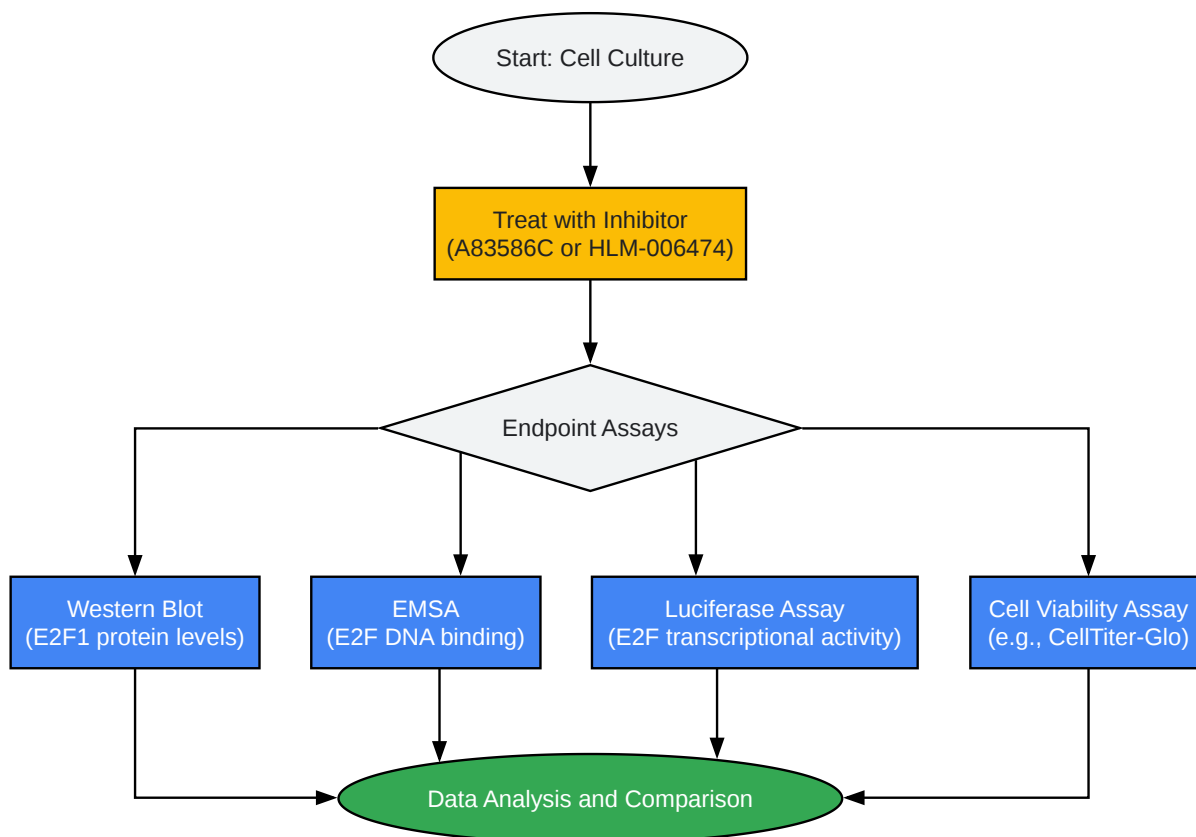 Start: Cell Culture
Treat with Inhibitor
(A83586C or HLM-006474)
Endpoint Assays
Western Blot
(E2F1 protein levels)
EMSA
(E2F DNA binding)
Luciferase Assay
(E2F transcriptional activity)
Cell Viability Assay
(e.g., CellTiter-Glo)
Data Analysis and Comparison